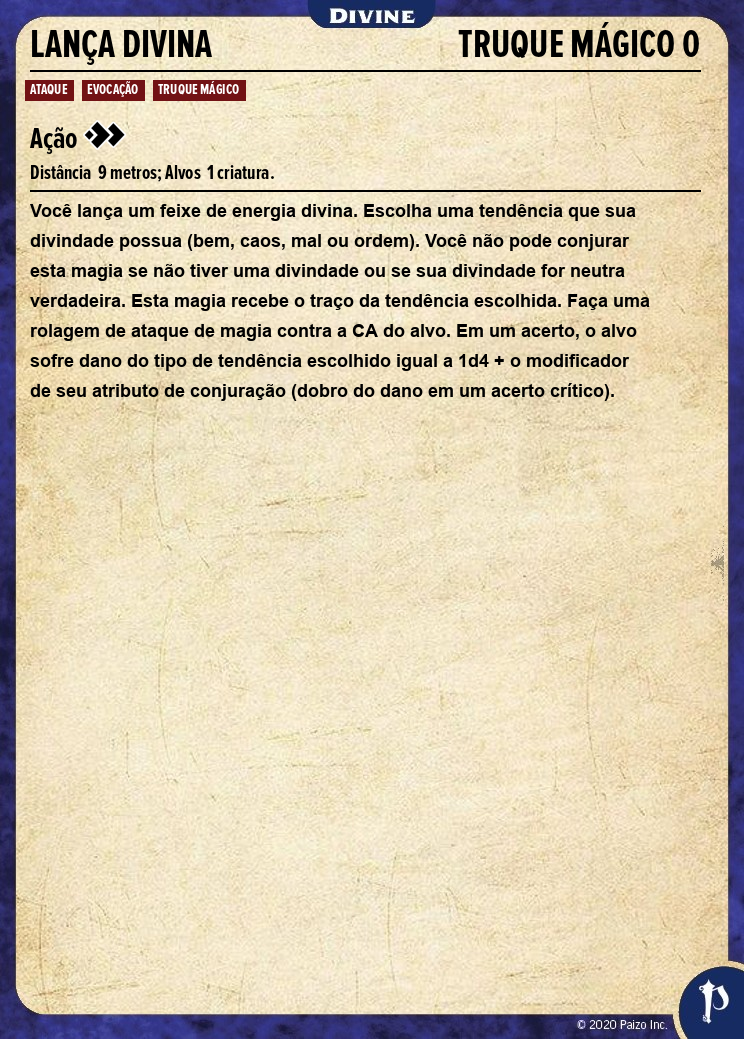 DIVINE
LANÇA DIVINA TRUQUE MÁGICO 0
ATAQUE EVOCAÇÃO TRUQUE MÁGICO
Ação
Distância 9 metros; Alvos 1 criatura.
Você lança um feixe de energia divina. Escolha uma tendência que sua
divindade possua (bem, caos, mal ou ordem). Você não pode conjurar
esta magia se não tiver uma divindade ou se sua divindade for neutra
verdadeira. Esta magia recebe o traço da tendência escolhida. Faça uma
rolagem de ataque de magia contra a CA do alvo. Em um acerto, o alvo
sofre dano do tipo de tendência escolhido igual a 1d4 + o modificador
de seu atributo de conjuração (dobro do dano em um acerto crítico).
© 2020 Paizo Inc.
P